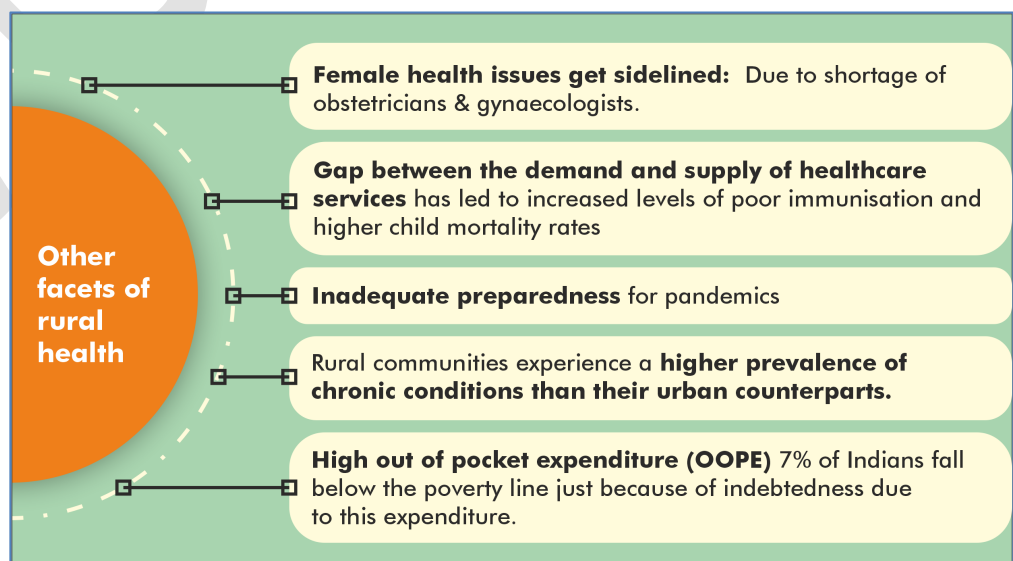 Other
facets of
rural
health
Female health issues get sidelined: Due to shortage of
obstetricians & gynaecologists.
Gap between the demand and supply of healthcare
services has led to increased levels of poor immunisation and
higher child mortality rates
Inadequate preparedness for pandemics
Rural communities experience a higher prevalence of
chronic conditions than their urban counterparts.
High out of pocket expenditure (OOPE) 7% of Indians fall
below the poverty line just because of indebtedness due
to this expenditure.